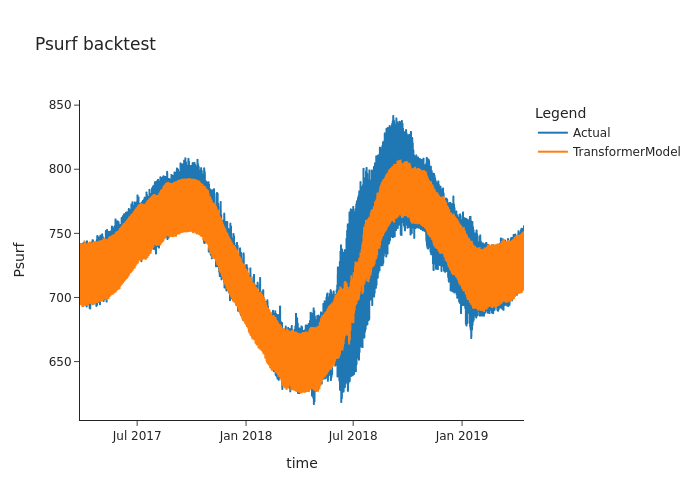 Psurf backtest
Legend
Actual
TransformerModel
850
800
750
700
650
Psurf
Jul 2017
Jan 2018
Jul 2018
Jan 2019
time